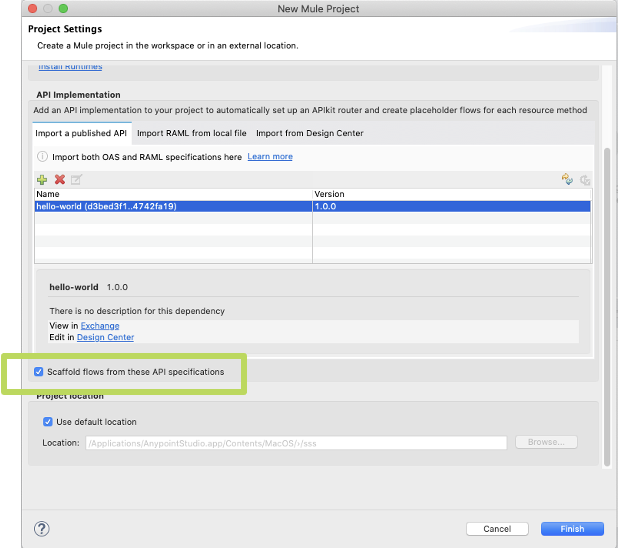 New Mule Project
Project Settings
Create a Mule project in the workspace or in an external location.
Install Runtimes
API Implementation
Add an API implementation to your project to automatically set up an APIkit router and create placeholder flows for each resource method
Import a published API Import RAML from local file Import from Design Center
Import both OAS and RAML specifications here Learn more
Name Version
hello-world (d3bed3f1..4742fa19) 1.0.0
hello-world 1.0.0
There is no description for this dependency
View in Exchange
Edit in Design Center
Scaffold flows from these API specifications
Project location
Use default location
Location: /Applications/AnypointStudio.app/Contents/MacOS/‹/sss Browse...
? Cancel Finish